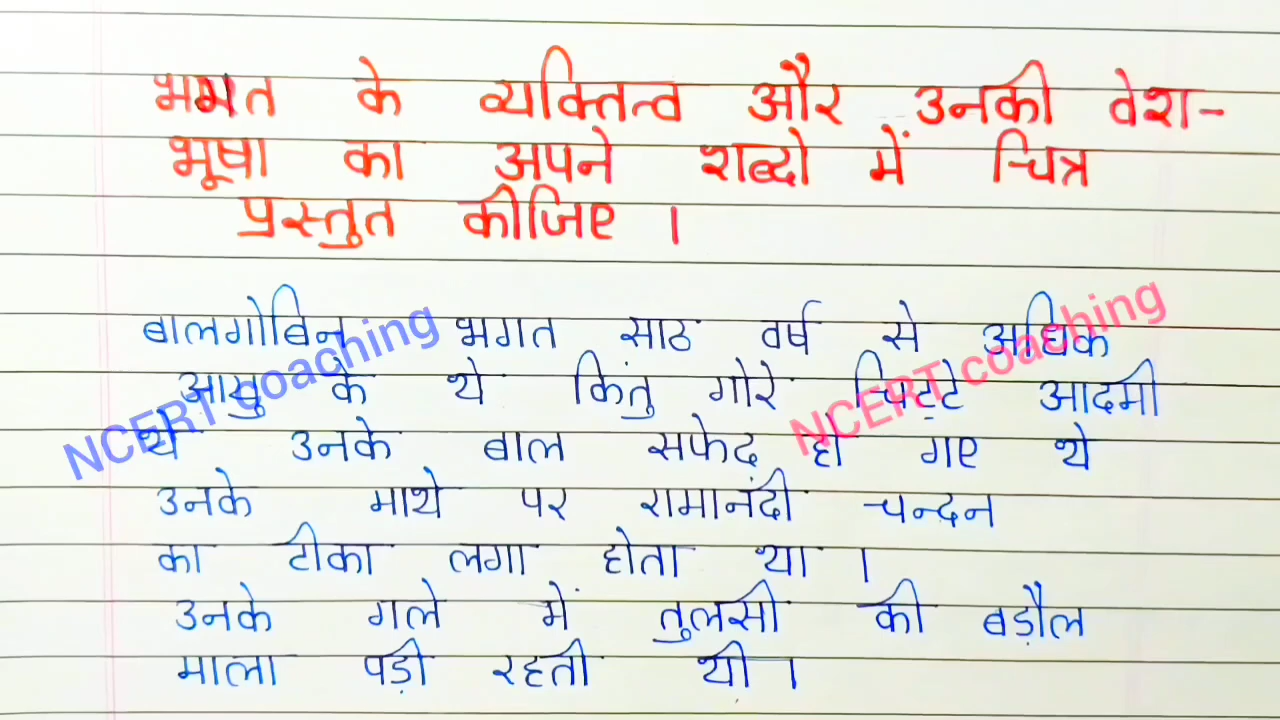 भगत के व्यक्तित्व और उनकी वेश-
भूषा का अपने शब्दो में चित्र
प्रस्तुत कीजिए ।
बालगोबिन भगत साठ वर्ष से अधिक
आयु के थे किंतु गोरे चिट्टे आदमी
थे उनके बाल सफेद हो गए थे
उनके माथे पर रामानंदी चन्दन
का टीका लगा होता था ।
उनके गले में तुलसी की बड़ौल
माला पड़ी रहती थी ।
NCERT coaching
NCERT coaching